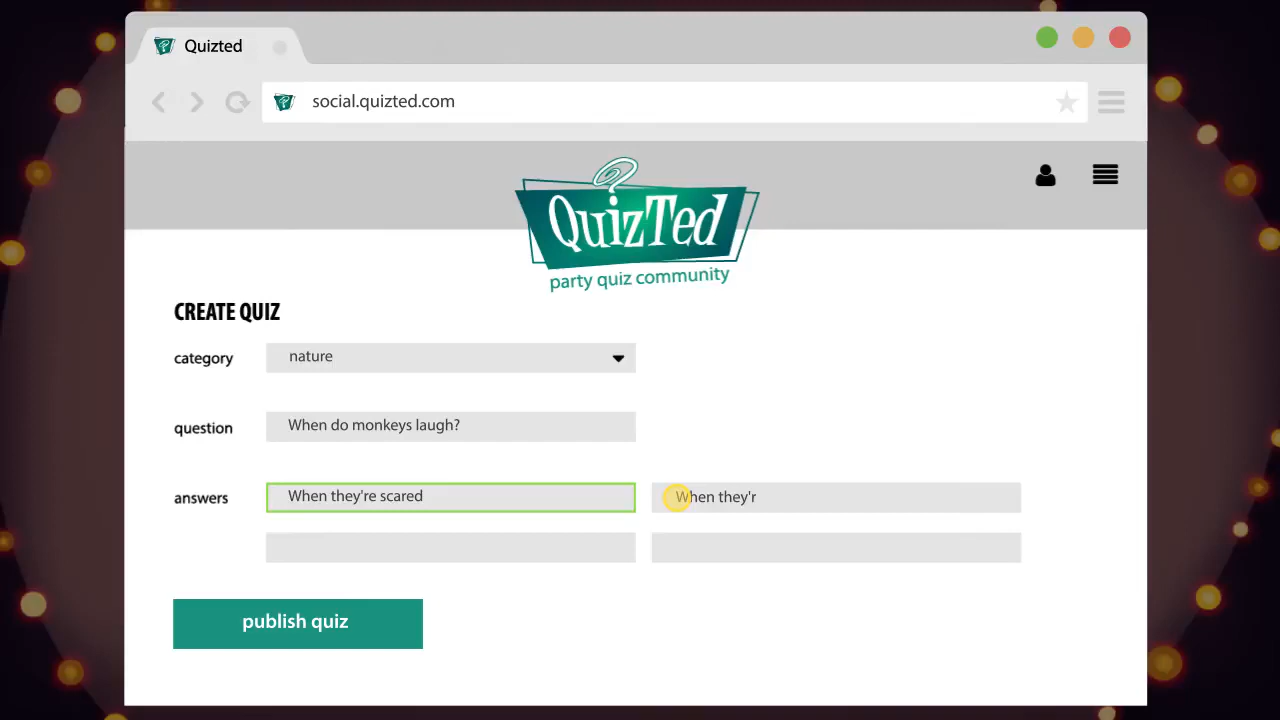 Quizted
social.quizted.com
QuizTed
party quiz community
CREATE QUIZ
category nature
question When do monkeys laugh?
answers When they're scared When they'r
publish quiz